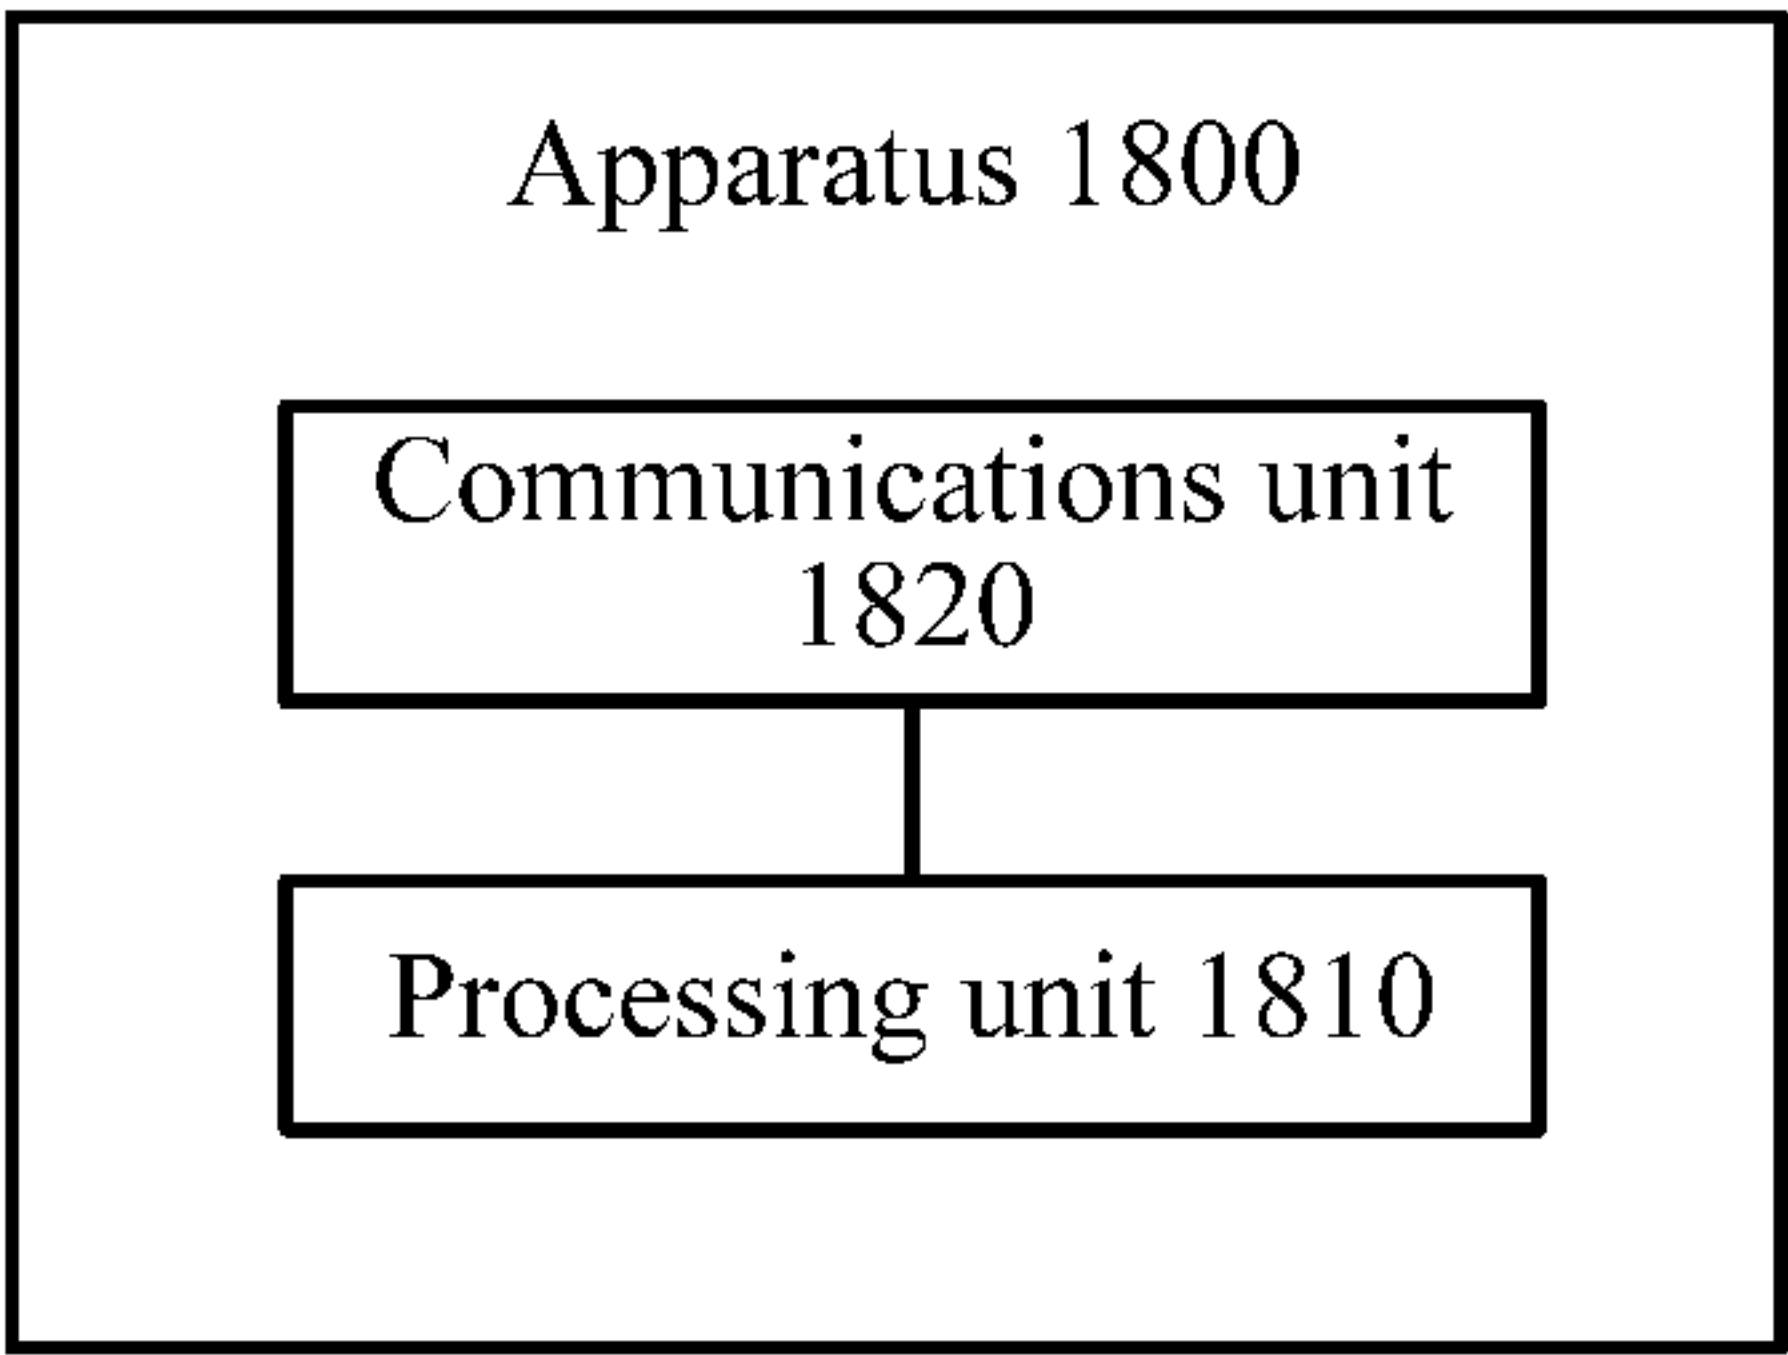 Apparatus 1800
Communications unit
1820
Processing unit 1810